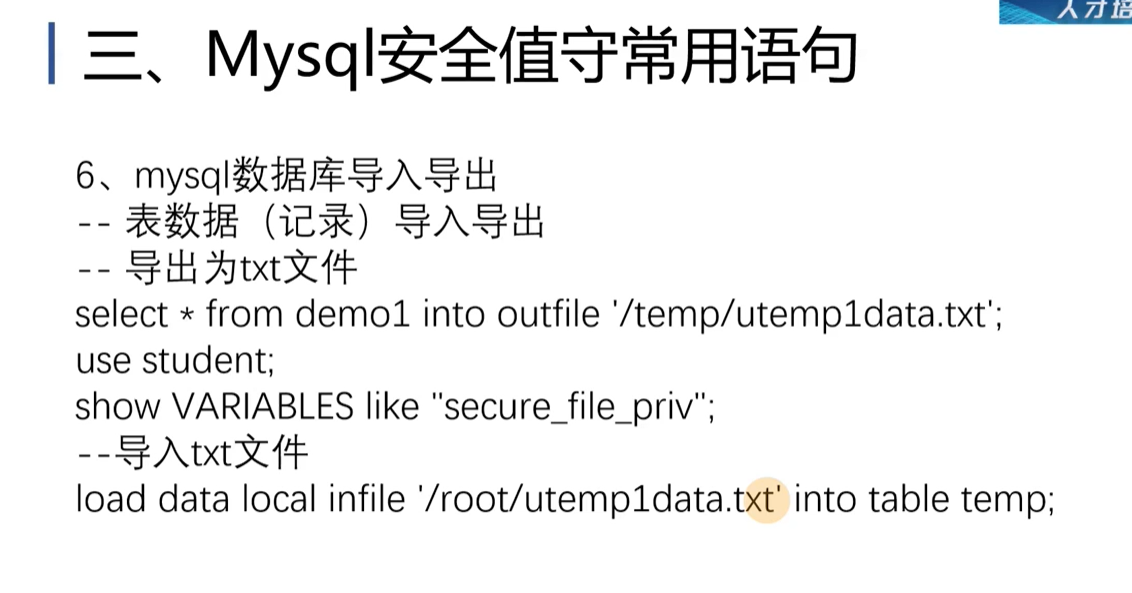 人才培
三、Mysql安全值守常用语句
6、mysql数据库导入导出
-- 表数据（记录）导入导出
-- 导出为txt文件
select * from demo1 into outfile '/temp/utemp1data.txt';
use student;
show VARIABLES like "secure_file_priv";
--导入txt文件
load data local infile '/root/utemp1data.txt' into table temp;